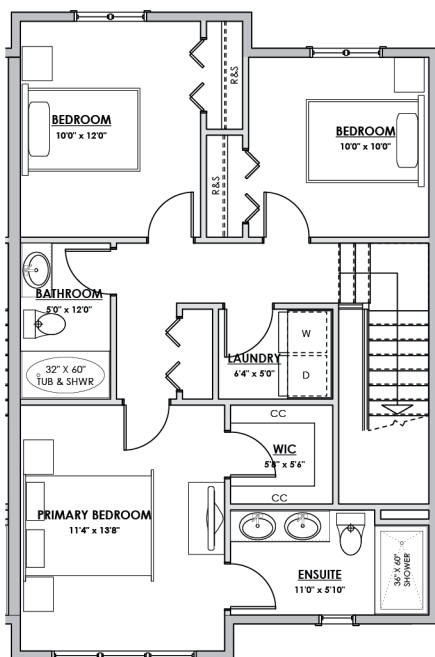 R&S
BEDROOM
10'0" x 12'0"
BEDROOM
10'0" x 10'0"
R&S
BATHROOM
5'0" x 12'0"
32" X 60"
TUB & SHWR
W
LAUNDRY
6'4" x 5'0"
D
CC
WIC
5'8" x 5'6"
CC
PRIMARY BEDROOM
11'4" x 13'8"
ENSUITE
11'0" x 5'10"
36" X 60"
SHOWER